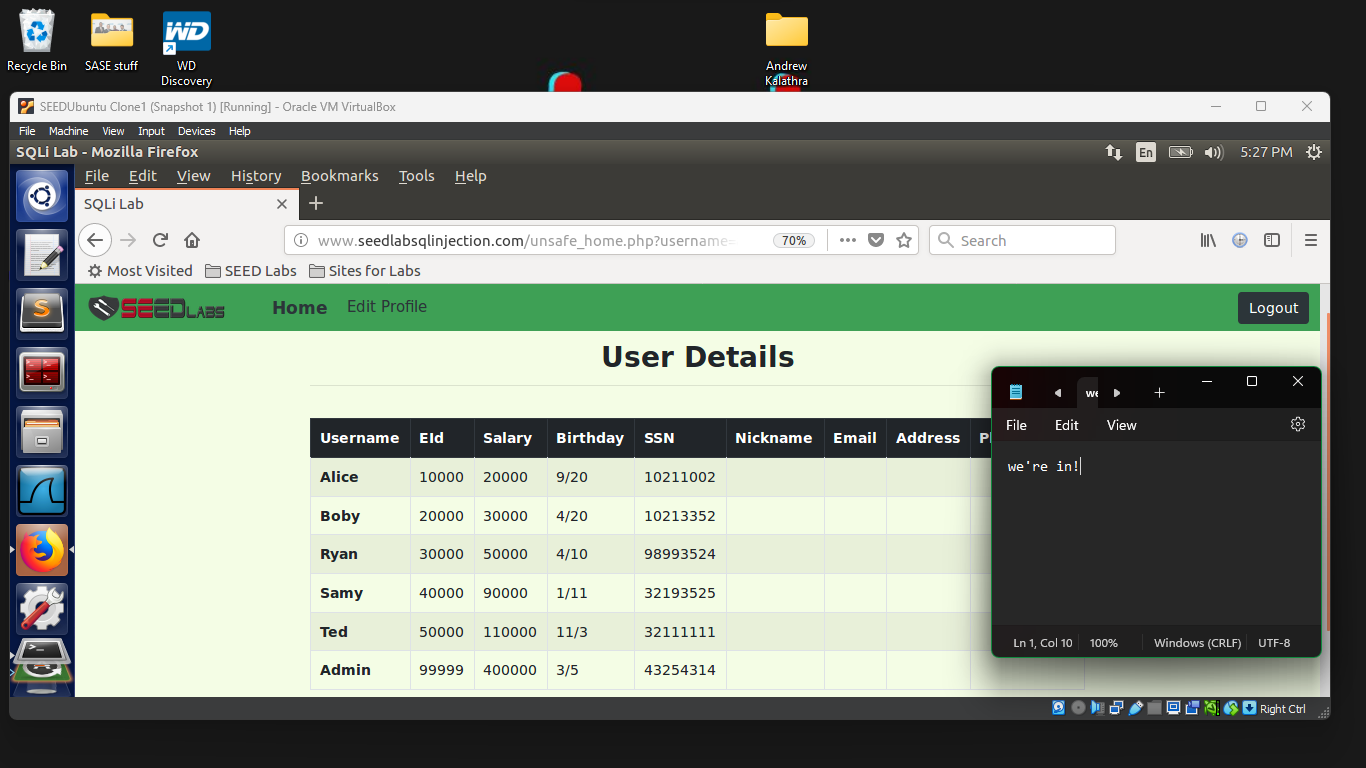 Recycle Bin
SASE stuff
WD
Discovery
Andrew
Kalathra
SEEDUbuntu Clone1 (Snapshot 1) [Running] - Oracle VM VirtualBox
File Machine View Input Devices Help
SQLi Lab - Mozilla Firefox
En
5:27 PM
File Edit View History Bookmarks Tools Help
SQLi Lab
www.seedlabsqlinjection.com/unsafe_home.php?username=
70%
Search
Most Visited SEED Labs Sites for Labs
SEEDLABS
Home Edit Profile
Logout
User Details
Username EId Salary Birthday SSN Nickname Email Address
Alice 10000 20000 9/20 10211002
Boby 20000 30000 4/20 10213352
Ryan 30000 50000 4/10 98993524
Samy 40000 90000 1/11 32193525
Ted 50000 110000 11/3 32111111
Admin 99999 400000 3/5 43254314
we
File Edit View
we're in!
Ln 1, Col 10 100% Windows (CRLF) UTF-8
Right Ctrl